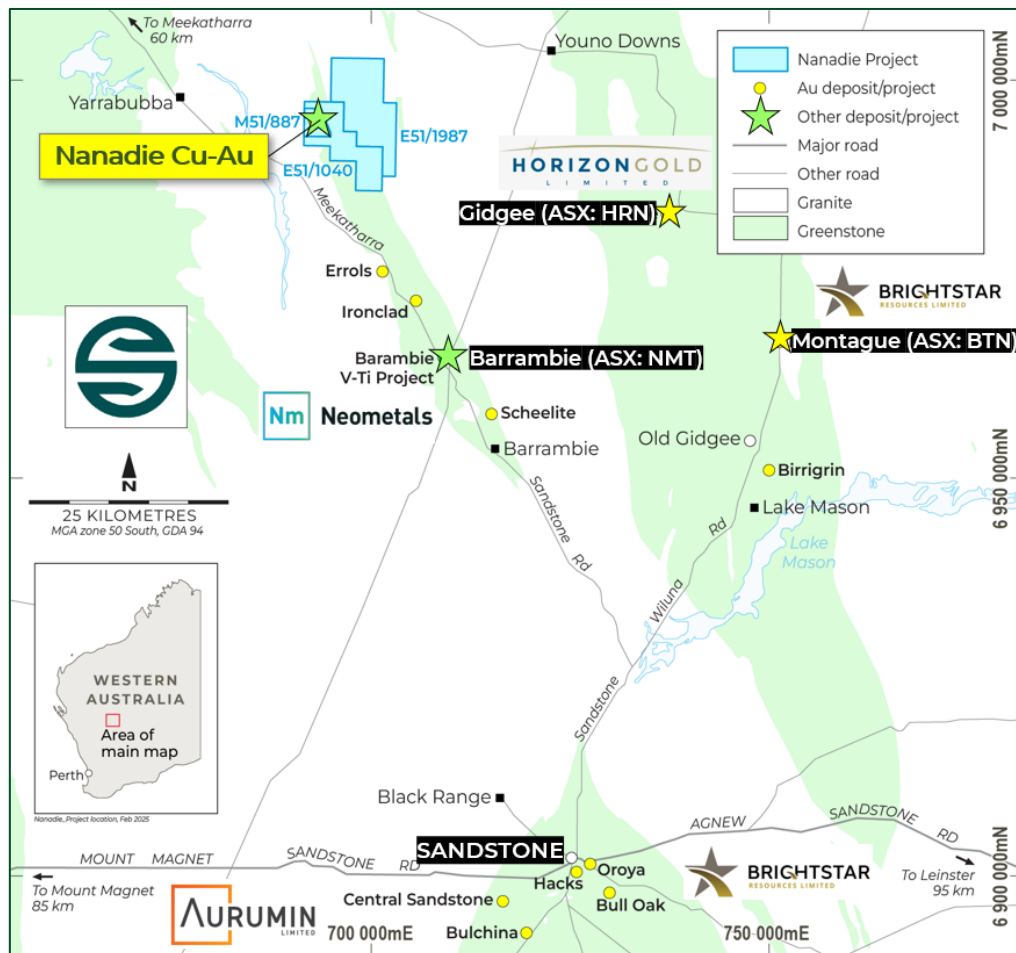 To Meekatharra
60 km
Yarrabubba
Youno Downs
7 000 000mN
Nanadie Project
Au deposit/project
Other deposit/project
Major road
Other road
Granite
Greenstone
M51/887
E51/1987
E51/1040
Nanadie Cu-Au
HORIZONGOLD
LIMITED
Gidgee (ASX: HRN)
Meekatharra
Errols
Ironclad
BRIGHTSTAR
RESOURCES LIMITED
Barambie
V-Ti Project
Barrambie (ASX: NMT)
Montague (ASX: BTN)
Nm Neometals
Scheelite
Barrambie
Old Gidgee
Birrigrin
Lake Mason
6 950 000mN
N
25 KILOMETRES
MGA zone 50 South, GDA 94
Sandstone Rd
Lake
Mason
Sandstone Wiluna Rd
WESTERN
AUSTRALIA
Area of
main map
Perth
Nanadie_Project location, Feb 2025
Black Range
SANDSTONE
MOUNT MAGNET SANDSTONE RD
AGNEW SANDSTONE RD
Oroya
Hacks
Bull Oak
BRIGHTSTAR
RESOURCES LIMITED
To Leinster
95 km
To Mount Magnet
85 km
AURUMIN
LIMITED
Central Sandstone
Bulchina
700 000mE
750 000mE
6 900 000mN